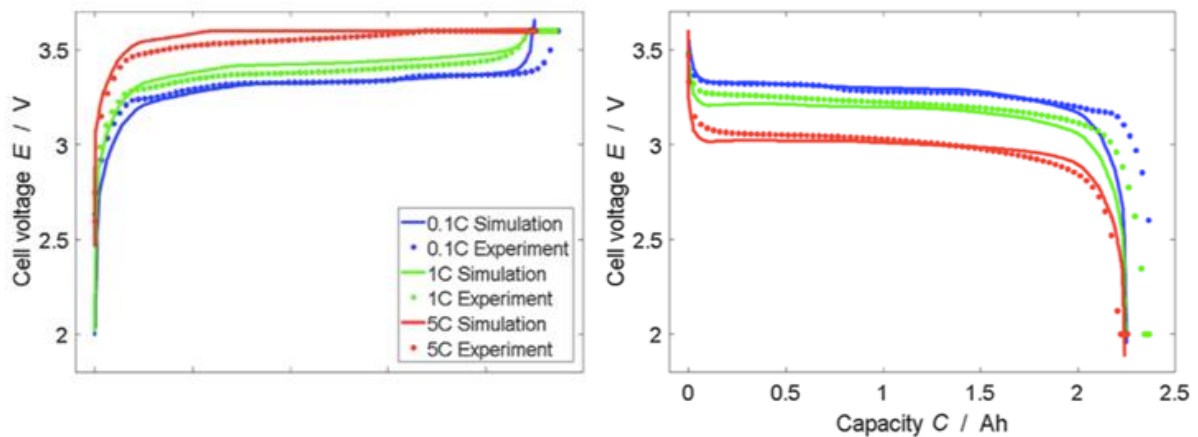 3.5
3
2.5
2
Cell voltage E / V
0.1C Simulation
0.1C Experiment
1C Simulation
1C Experiment
5C Simulation
5C Experiment
3.5
3
2.5
2
Cell voltage E / V
0 0.5 1 1.5 2 2.5
Capacity C / Ah